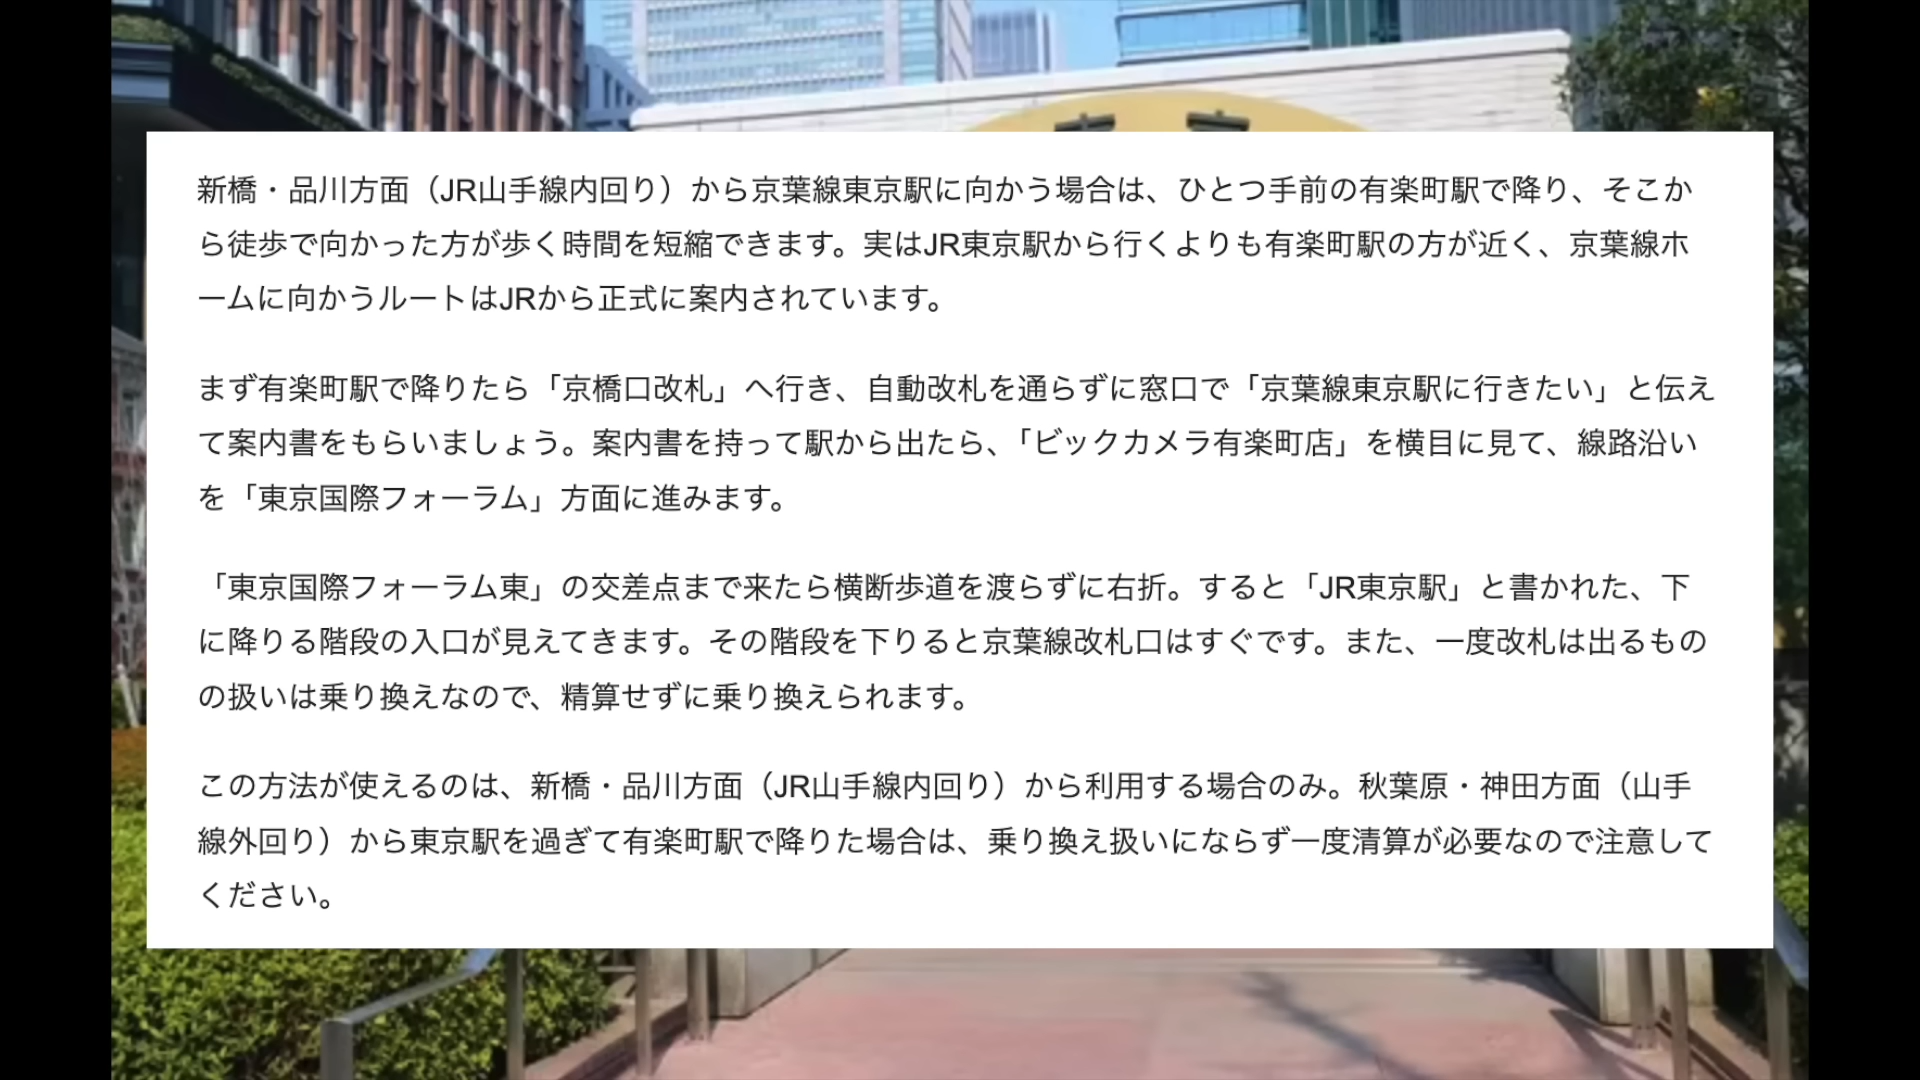 新橋・品川方面（JR山手線内回り）から京葉線東京駅に向かう場合は、ひとつ手前の有楽町駅で降り、そこか
ら徒歩で向かった方が歩く時間を短縮できます。実はJR東京駅から行くよりも有楽町駅の方が近く、京葉線ホ
ームに向かうルートはJRから正式に案内されています。
まず有楽町駅で降りたら「京橋口改札」へ行き、自動改札を通らずに窓口で「京葉線東京駅に行きたい」と伝え
て案内書をもらいましょう。案内書を持って駅から出たら、「ビックカメラ有楽町店」を横目に見て、線路沿い
を「東京国際フォーラム」方面に進みます。
「東京国際フォーラム東」の交差点まで来たら横断歩道を渡らずに右折。すると「JR東京駅」と書かれた、下
に降りる階段の入口が見えてきます。その階段を下りると京葉線改札口はすぐです。また、一度改札は出るもの
の扱いは乗り換えなので、精算せずに乗り換えられます。
この方法が使えるのは、新橋・品川方面（JR山手線内回り）から利用する場合のみ。秋葉原・神田方面（山手
線外回り）から東京駅を過ぎて有楽町駅で降りた場合は、乗り換え扱いにならず一度清算が必要なので注意して
ください。